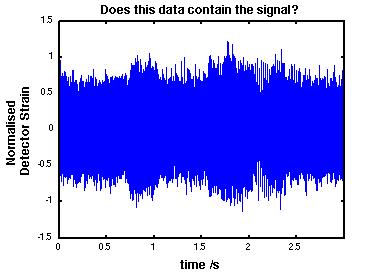 Does this data contain the signal?
1.5
1
0.5
0
-0.5
-1
-1.5
Normalised
Detector Strain
0 0.5 1 1.5 2 2.5
time /s